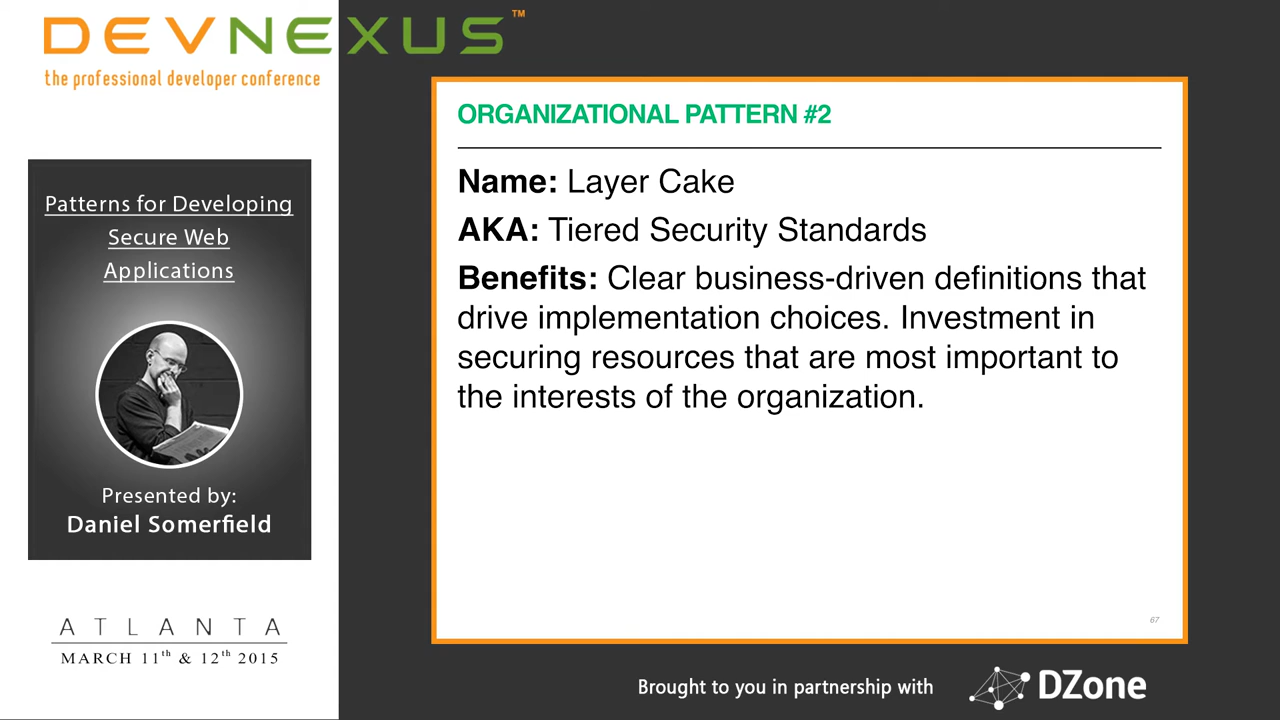 DEVNEXUS™
the professional developer conference
Patterns for Developing
Secure Web
Applications
Presented by:
Daniel Somerfield
ATLANTA
MARCH 11th & 12th 2015
ORGANIZATIONAL PATTERN #2
Name: Layer Cake
AKA: Tiered Security Standards
Benefits: Clear business-driven definitions that
drive implementation choices. Investment in
securing resources that are most important to
the interests of the organization.
67
Brought to you in partnership with
DZone